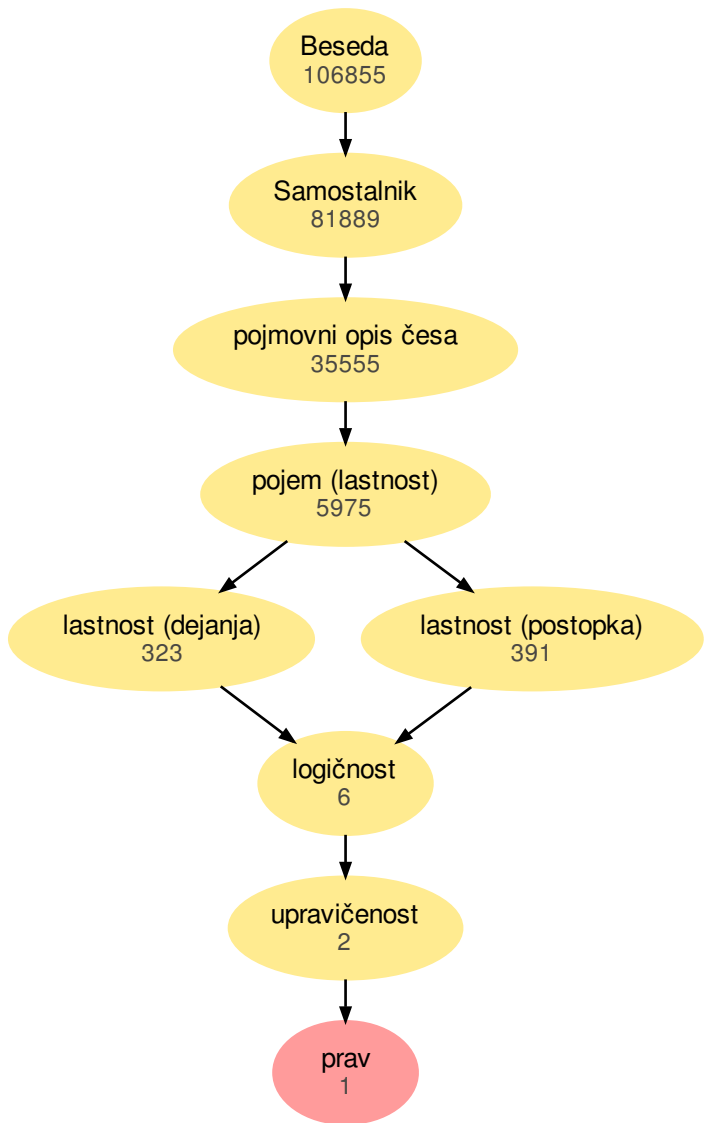 Beseda
106855
Samostalnik
81889
pojmovni opis česa
35555
pojem (lastnost)
5975
lastnost (dejanja)
323
lastnost (postopka)
391
logičnost
6
upravičenost
2
prav
1